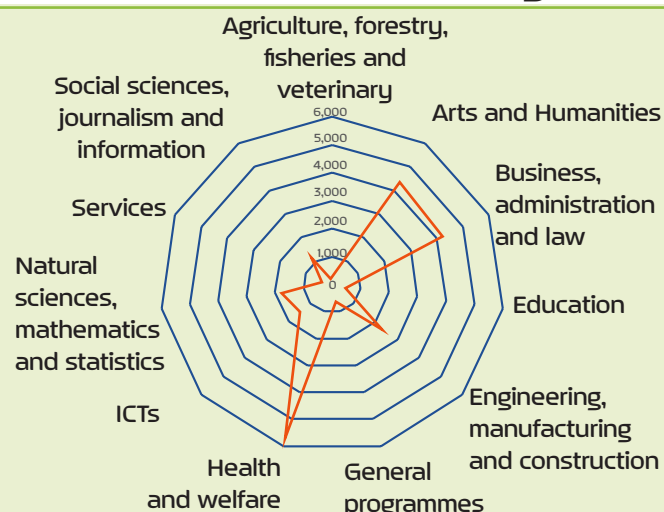 Agriculture, forestry,
fisheries and
veterinary
Arts and Humanities
Business,
administration
and law
Education
Engineering,
manufacturing
and construction
General
programmes
Health
and welfare
ICTs
Natural
sciences,
mathematics
and statistics
Services
Social sciences,
journalism and
information
6,000
5,000
4,000
3,000
2,000
1,000
0